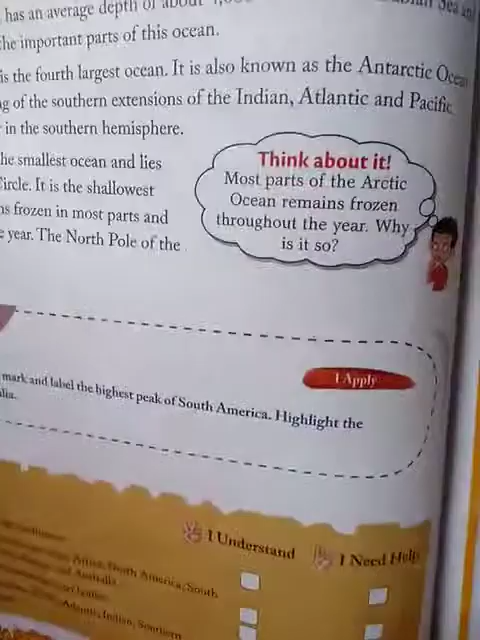 has an average depth of about
the important parts of this ocean.
is the fourth largest ocean. It is also known as the Antarctic Ocean
of the southern extensions of the Indian, Atlantic and Pacific
in the southern hemisphere.
the smallest ocean and lies
Circle. It is the shallowest
frozen in most parts and
year. The North Pole of the
Think about it!
Most parts of the Arctic
Ocean remains frozen
throughout the year. Why
is it so?
I Apply
mark and label the highest peak of South America. Highlight the
I Understand
I Need Help
Africa, North America, South
and Australia.
Atlantic, Indian, Southern